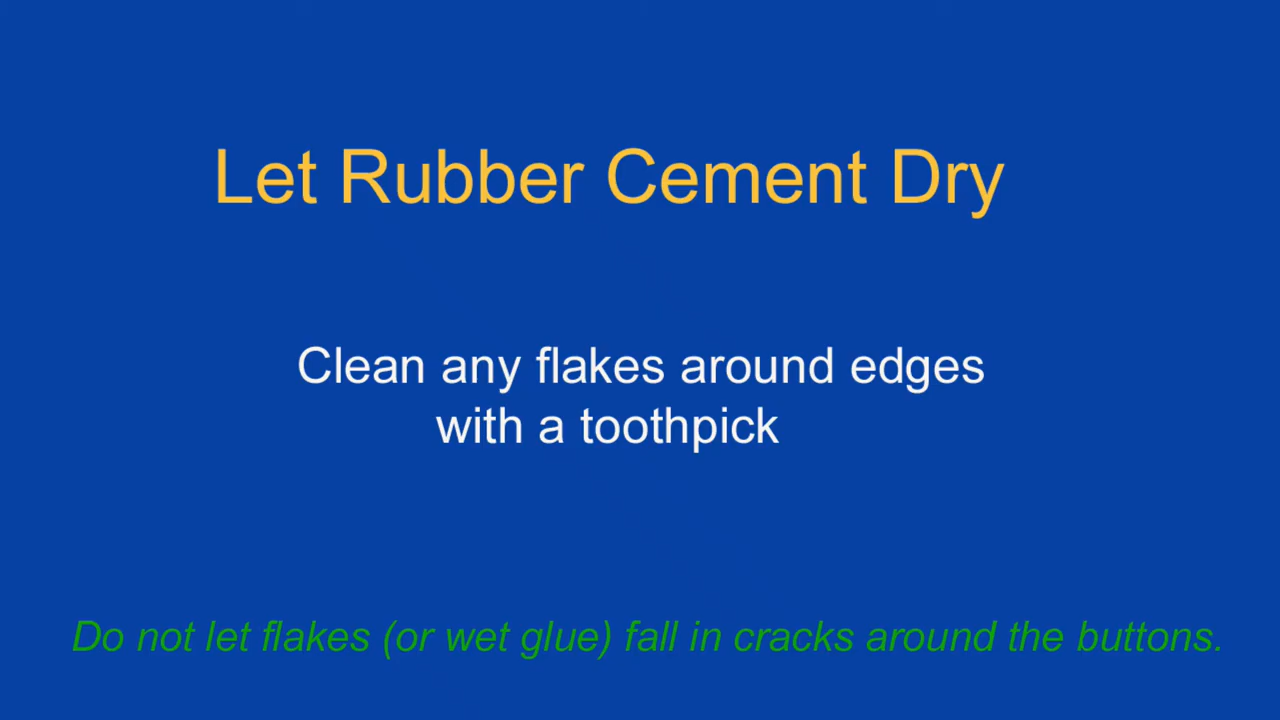 Let Rubber Cement Dry
Clean any flakes around edges
with a toothpick
Do not let flakes (or wet glue) fall in cracks around the buttons.